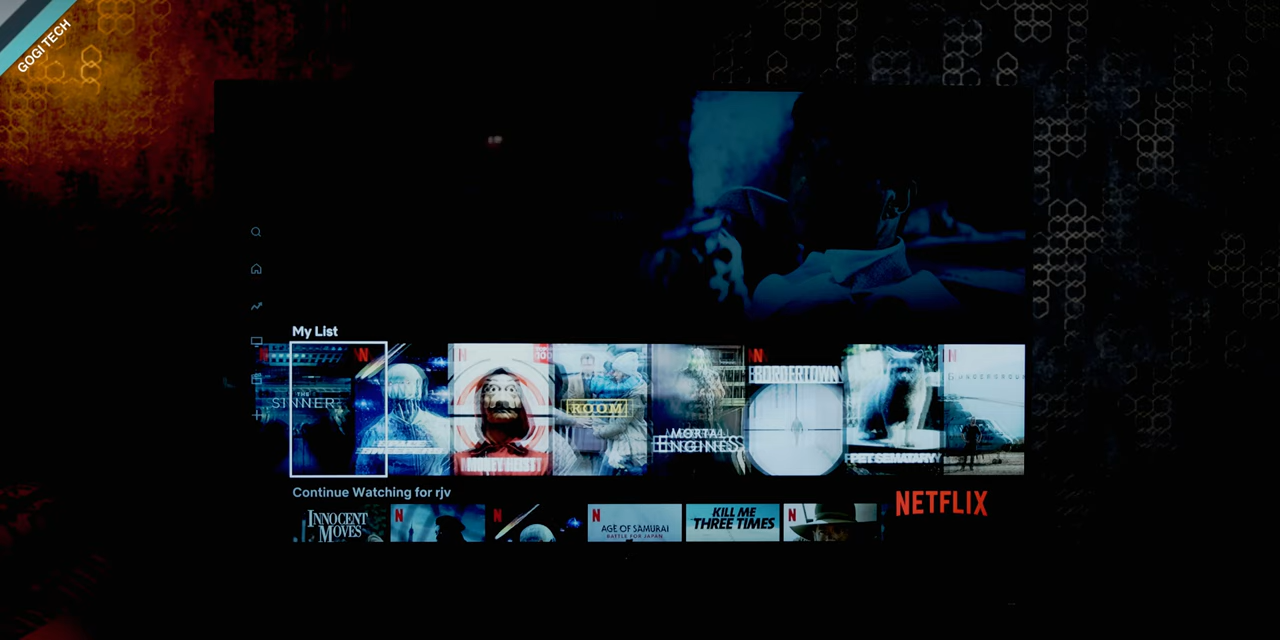 GOGI TECH
My List
THE
SINNER
ROOM
MORTAL
ENGINES
BORDERTOWN
PET SEMATARY
Continue Watching for rjv
NETFLIX
INNOCENT
MOVES
AGE OF SAMURAI
BATTLE FOR JAPAN
KILL ME
THREE TIMES